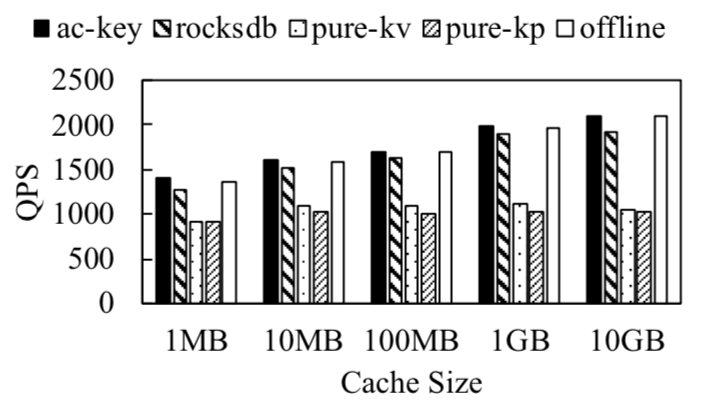 ac-key rocksdb pure-kv pure-kp offline
2500
2000
1500
1000
500
0
QPS
1MB 10MB 100MB 1GB 10GB
Cache Size